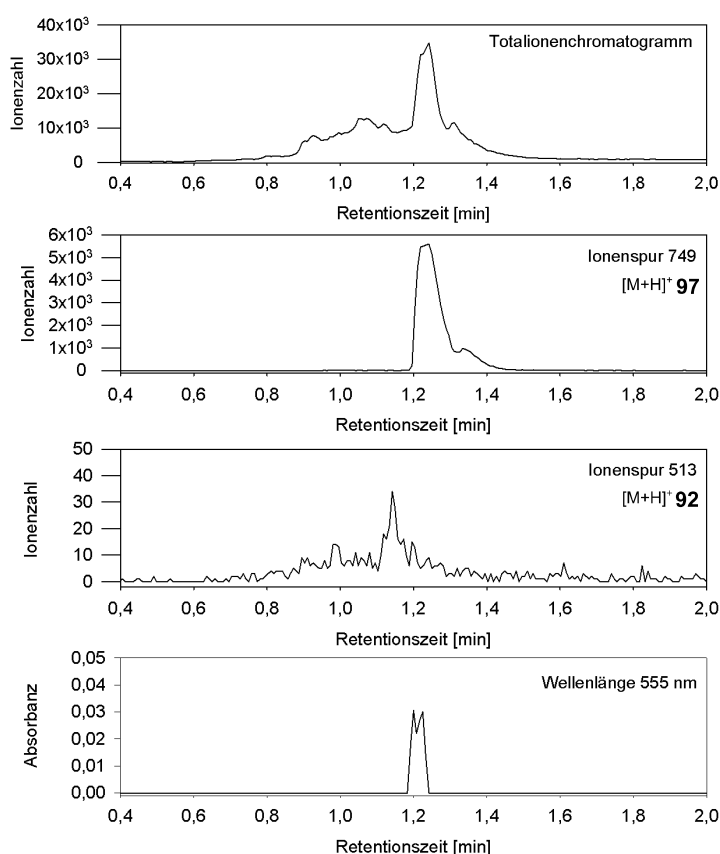 40x10³
30x10³
20x10³
10x10³
0
Ionenzahl
Totalionenchromatogramm
0,4 0,6 0,8 1,0 1,2 1,4 1,6 1,8 2,0
Retentionszeit [min]
6x10³
5x10³
4x10³
3x10³
2x10³
1x10³
0
Ionenzahl
Ionenspur 749
[M+H]⁺ 97
0,4 0,6 0,8 1,0 1,2 1,4 1,6 1,8 2,0
Retentionszeit [min]
50
40
30
20
10
0
Ionenzahl
Ionenspur 513
[M+H]⁺ 92
0,4 0,6 0,8 1,0 1,2 1,4 1,6 1,8 2,0
Retentionszeit [min]
0,05
0,04
0,03
0,02
0,01
0,00
Absorbanz
Wellenlänge 555 nm
0,4 0,6 0,8 1,0 1,2 1,4 1,6 1,8 2,0
Retentionszeit [min]